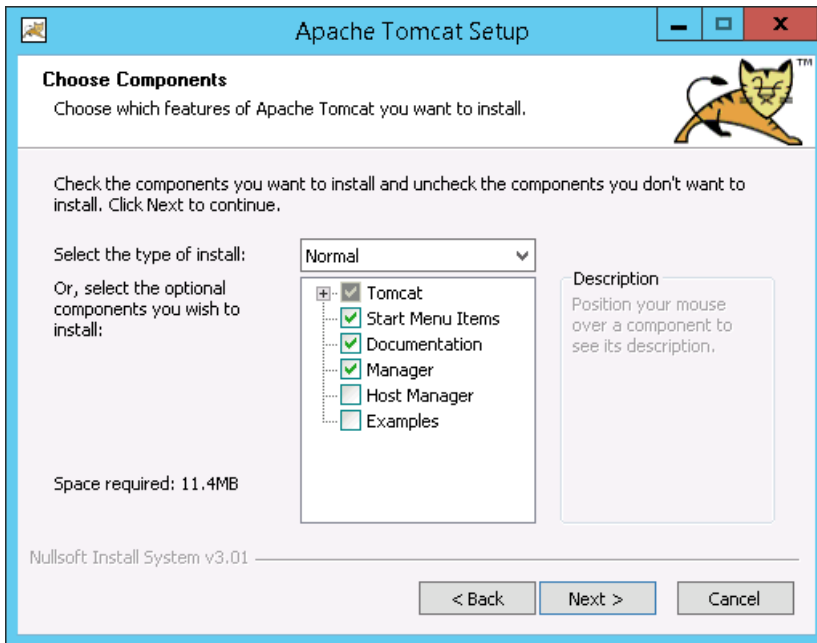 Apache Tomcat Setup
Choose Components
Choose which features of Apache Tomcat you want to install.
TM
Check the components you want to install and uncheck the components you don't want to
install. Click Next to continue.
Select the type of install:
Normal
Or, select the optional
components you wish to
install:
Tomcat
Start Menu Items
Documentation
Manager
Host Manager
Examples
Description
Position your mouse
over a component to
see its description.
Space required: 11.4MB
Nullsoft Install System v3.01
< Back
Next >
Cancel